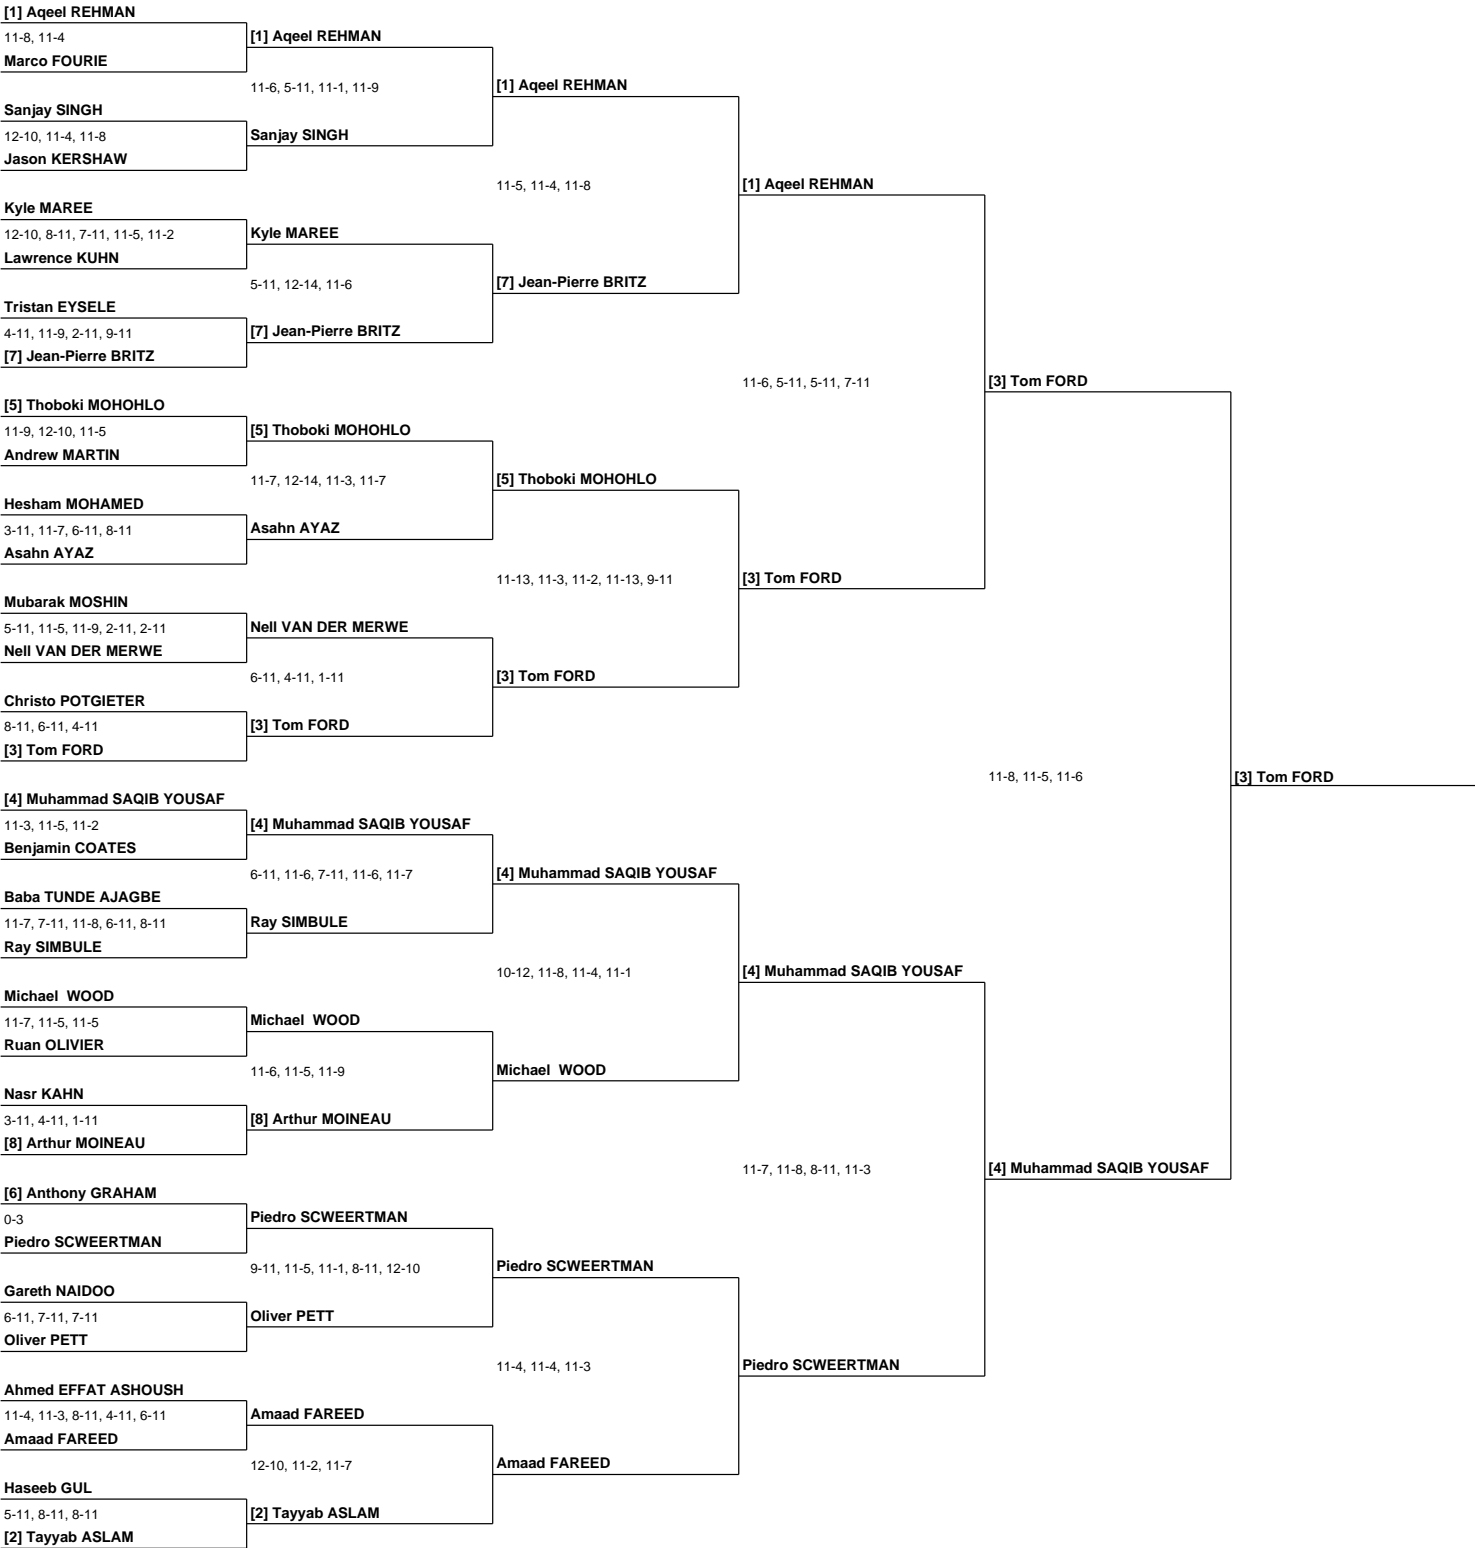 [1] Aqeel REHMAN
11-8, 11-4
Marco FOURIE
Sanjay SINGH
12-10, 11-4, 11-8
Jason KERSHAW
Kyle MAREE
12-10, 8-11, 7-11, 11-5, 11-2
Lawrence KUHN
Tristan EYSELE
4-11, 11-9, 2-11, 9-11
[7] Jean-Pierre BRITZ
[5] Thoboki MOHOHLO
11-9, 12-10, 11-5
Andrew MARTIN
Hesham MOHAMED
3-11, 11-7, 6-11, 8-11
Asahn AYAZ
Mubarak MOSHIN
5-11, 11-5, 11-9, 2-11, 2-11
Nell VAN DER MERWE
Christo POTGIETER
8-11, 6-11, 4-11
[3] Tom FORD
[4] Muhammad SAQIB YOUSAF
11-3, 11-5, 11-2
Benjamin COATES
Baba TUNDE AJAGBE
11-7, 7-11, 11-8, 6-11, 8-11
Ray SIMBULE
Michael  WOOD
11-7, 11-5, 11-5
Ruan OLIVIER
Nasr KAHN
3-11, 4-11, 1-11
[8] Arthur MOINEAU
[6] Anthony GRAHAM
0-3
Piedro SCWEERTMAN
Gareth NAIDOO
6-11, 7-11, 7-11
Oliver PETT
Ahmed EFFAT ASHOUSH
11-4, 11-3, 8-11, 4-11, 6-11
Amaad FAREED
Haseeb GUL
5-11, 8-11, 8-11
[2] Tayyab ASLAM
[1] Aqeel REHMAN
11-6, 5-11, 11-1, 11-9
Sanjay SINGH
Kyle MAREE
5-11, 12-14, 11-6
[7] Jean-Pierre BRITZ
[5] Thoboki MOHOHLO
11-7, 12-14, 11-3, 11-7
Asahn AYAZ
Nell VAN DER MERWE
6-11, 4-11, 1-11
[3] Tom FORD
[4] Muhammad SAQIB YOUSAF
6-11, 11-6, 7-11, 11-6, 11-7
Ray SIMBULE
Michael  WOOD
11-6, 11-5, 11-9
[8] Arthur MOINEAU
Piedro SCWEERTMAN
9-11, 11-5, 11-1, 8-11, 12-10
Oliver PETT
Amaad FAREED
12-10, 11-2, 11-7
[2] Tayyab ASLAM
[1] Aqeel REHMAN
11-5, 11-4, 11-8
[7] Jean-Pierre BRITZ
[5] Thoboki MOHOHLO
11-13, 11-3, 11-2, 11-13, 9-11
[3] Tom FORD
[4] Muhammad SAQIB YOUSAF
10-12, 11-8, 11-4, 11-1
Michael  WOOD
Piedro SCWEERTMAN
11-4, 11-4, 11-3
Amaad FAREED
[1] Aqeel REHMAN
11-6, 5-11, 5-11, 7-11
[3] Tom FORD
[4] Muhammad SAQIB YOUSAF
11-7, 11-8, 8-11, 11-3
Piedro SCWEERTMAN
[3] Tom FORD
11-8, 11-5, 11-6
[4] Muhammad SAQIB YOUSAF
[3] Tom FORD